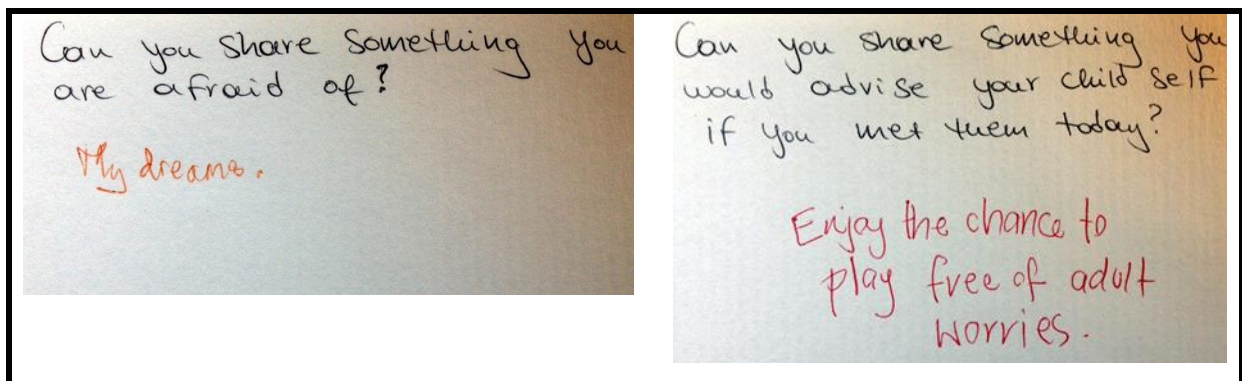 Can you share something you
are afraid of?
My dreams.
Can you share something you
would advise your child self
if you met them today?
Enjoy the chance to
play free of adult
worries.